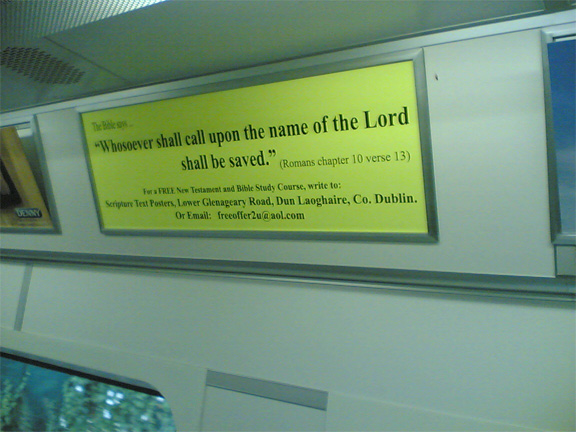 The Bible says...
“Whosoever shall call upon the name of the Lord
shall be saved.” (Romans chapter 10 verse 13)
For a FREE New Testament and Bible Study Course, write to:
Scripture Text Posters, Lower Glenageary Road, Dun Laoghaire, Co. Dublin.
Or Email: freeoffer2u@aol.com
DENNY